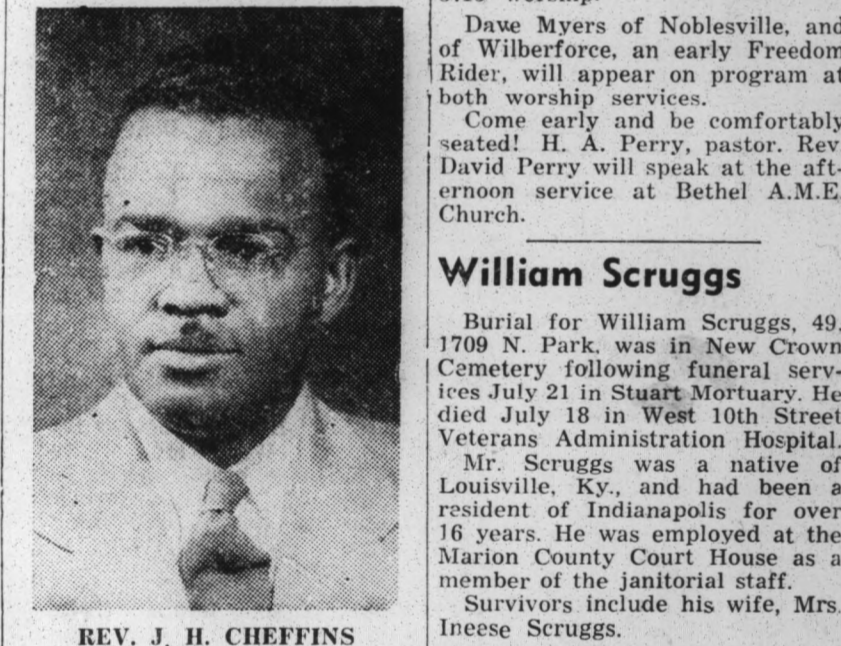 REV. J. H. CHEFFINS
Dave Myers of Noblesville, and
of Wilberforce, an early Freedom
Rider, will appear on program at
both worship services.
Come early and be comfortably
seated! H. A. Perry, pastor. Rev.
David Perry will speak at the aft-
ernoon service at Bethel A.M.E.
Church.
William Scruggs
Burial for William Scruggs, 49,
1709 N. Park, was in New Crown
Cemetery following funeral serv-
ices July 21 in Stuart Mortuary. He
died July 18 in West 10th Street
Veterans Administration Hospital.
Mr. Scruggs was a native of
Louisville, Ky., and had been a
resident of Indianapolis for over
16 years. He was employed at the
Marion County Court House as a
member of the janitorial staff.
Survivors include his wife, Mrs.
Ineese Scruggs.